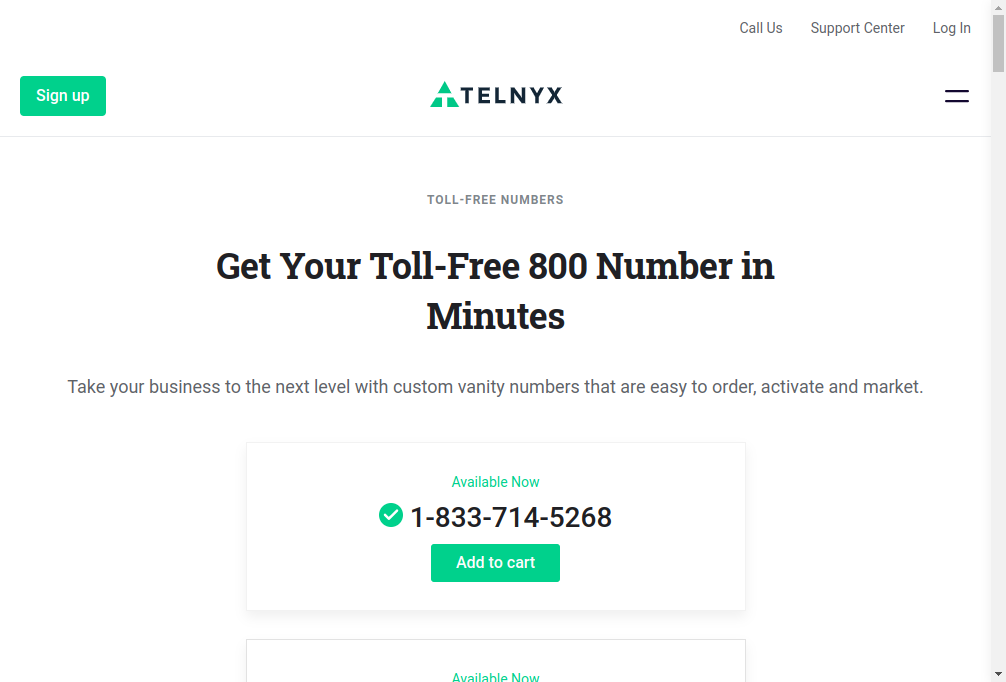 Call Us Support Center Log In
Sign up
TELNYX
TOLL-FREE NUMBERS
Get Your Toll-Free 800 Number in
Minutes
Take your business to the next level with custom vanity numbers that are easy to order, activate and market.
Available Now
1-833-714-5268
Add to cart
Available Now